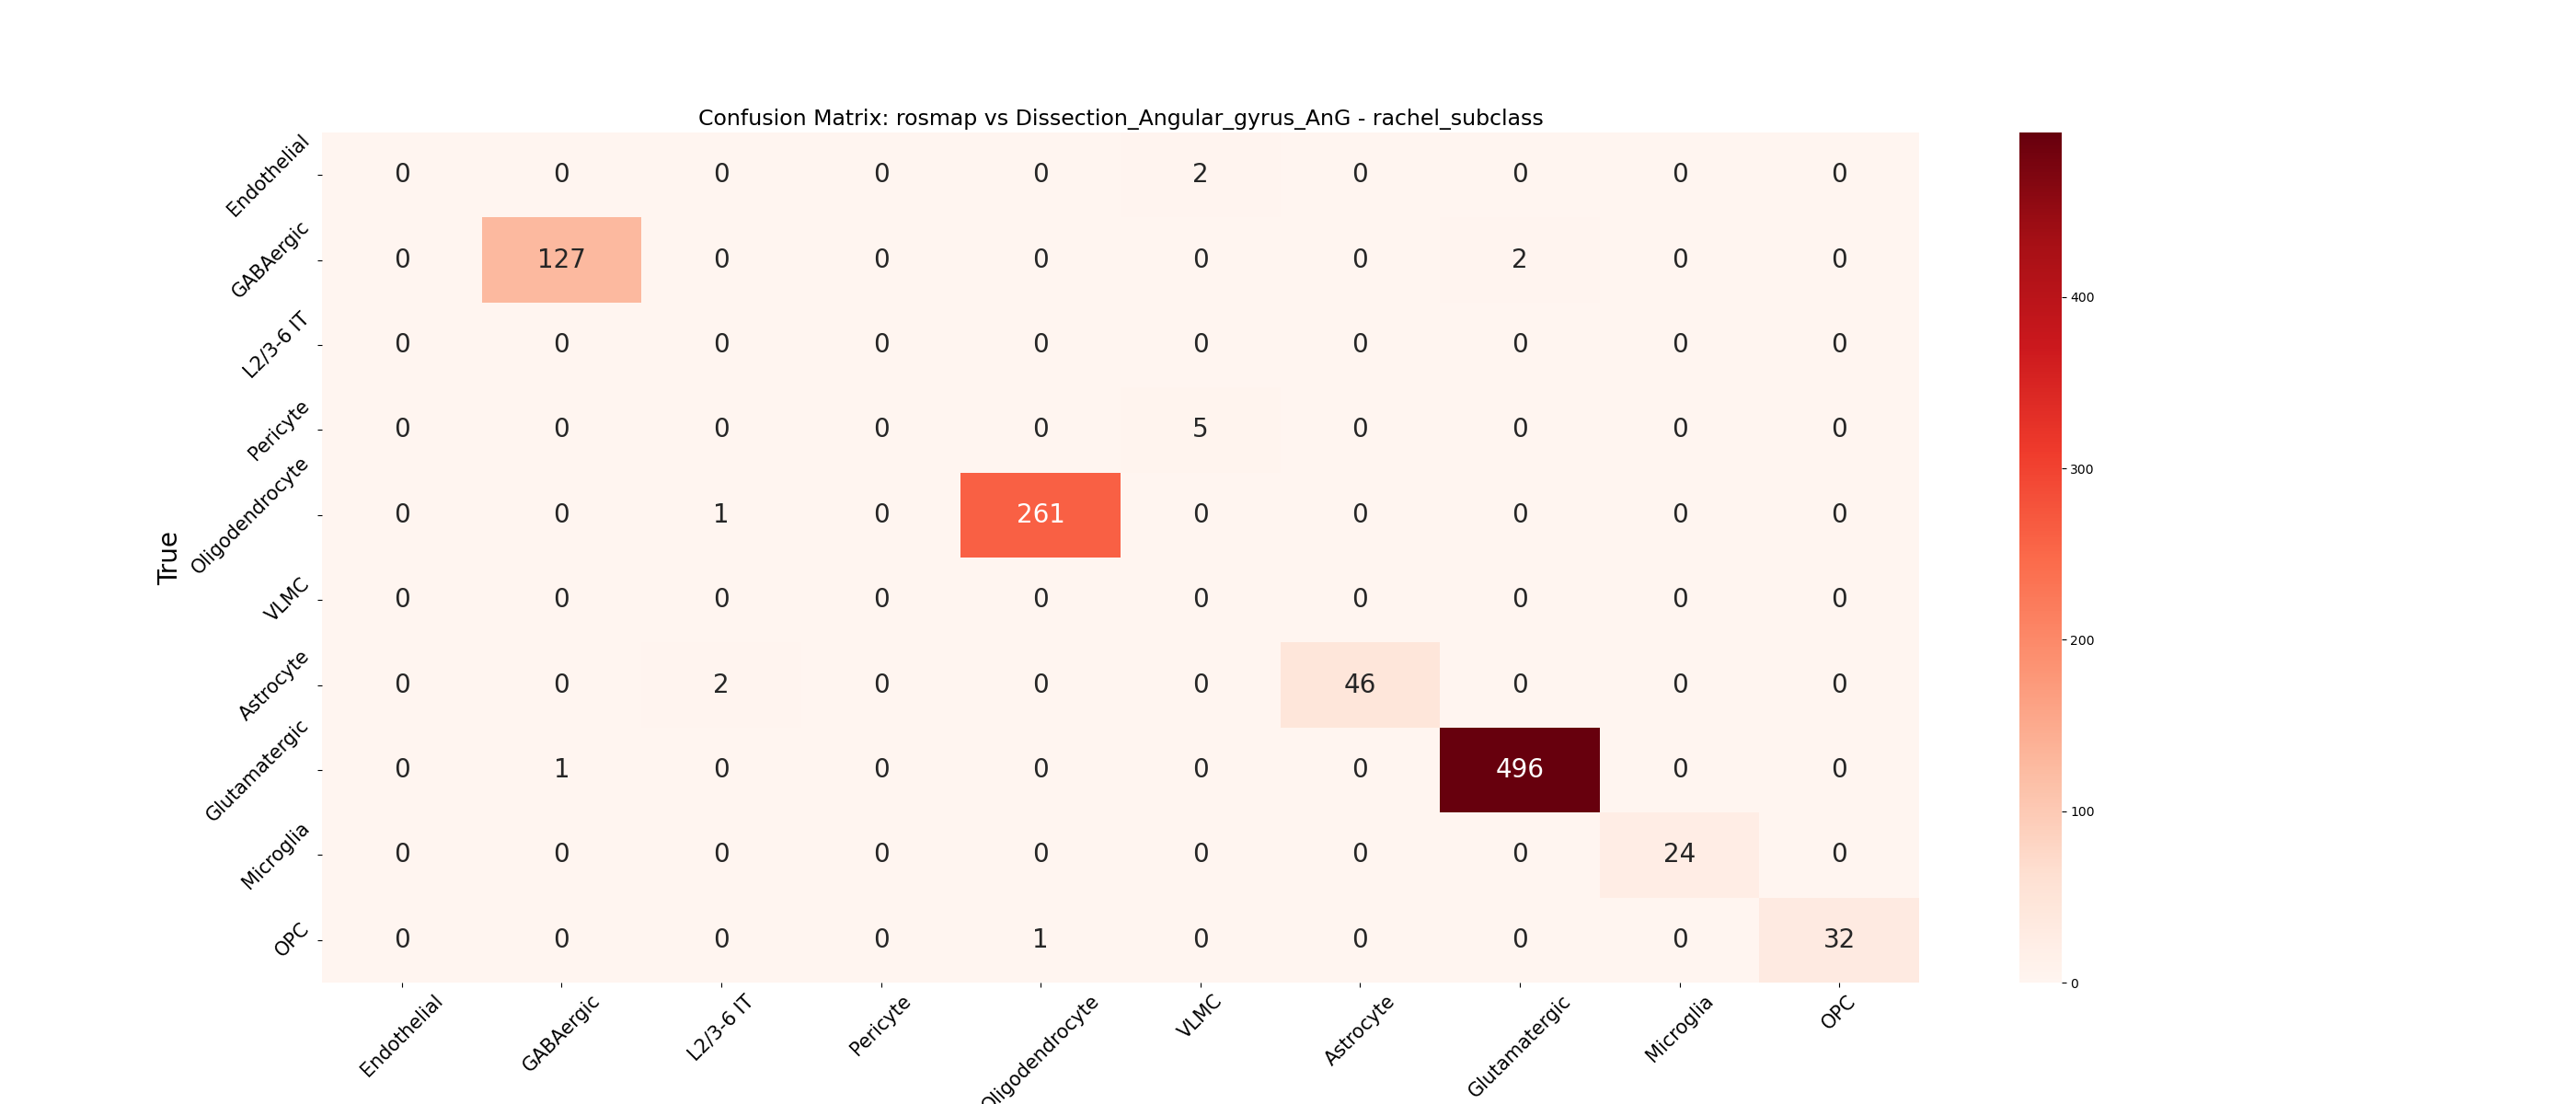 Confusion Matrix: rosmap vs Dissection_Angular_gyrus_AnG - rachel_subclass
True
Endothelial 0 0 0 0 0 2 0 0 0 0
GABAergic 0 127 0 0 0 0 0 2 0 0
L2/3-6 IT 0 0 0 0 0 0 0 0 0 0
Pericyte 0 0 0 0 0 5 0 0 0 0
Oligodendrocyte 0 0 1 0 261 0 0 0 0 0
VLMC 0 0 0 0 0 0 0 0 0 0
Astrocyte 0 0 2 0 0 0 46 0 0 0
Glutamatergic 0 1 0 0 0 0 0 496 0 0
Microglia 0 0 0 0 0 0 0 0 24 0
OPC 0 0 0 0 1 0 0 0 0 32
Endothelial GABAergic L2/3-6 IT Pericyte Oligodendrocyte VLMC Astrocyte Glutamatergic Microglia OPC
400
300
200
100
0